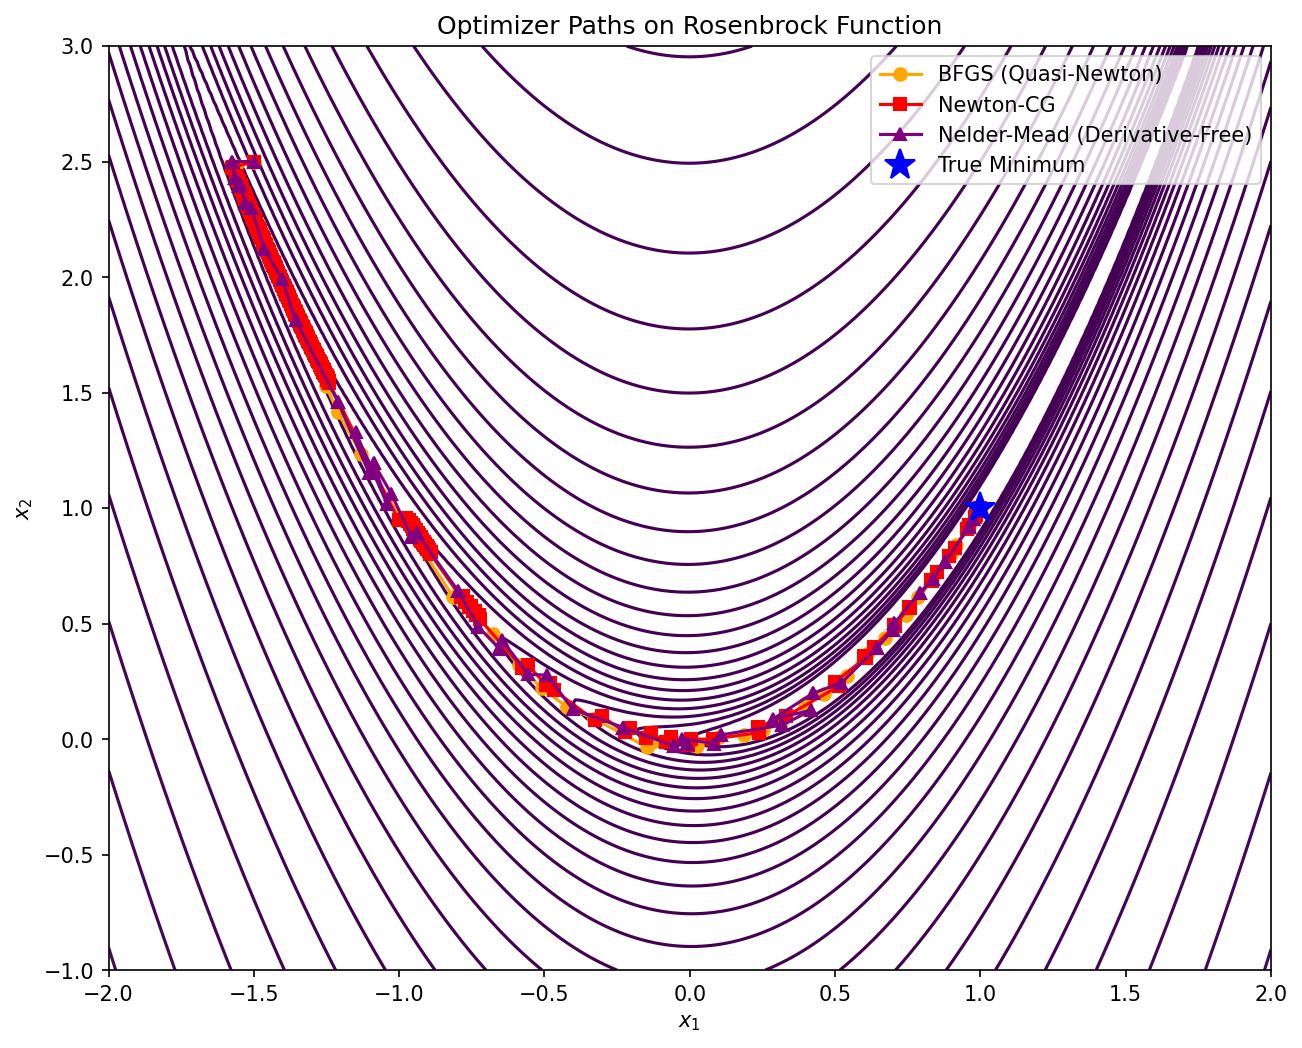 Optimizer Paths on Rosenbrock Function
3.0
2.5
2.0
1.5
1.0
0.5
0.0
−0.5
−1.0
x₂
BFGS (Quasi-Newton)
Newton-CG
Nelder-Mead (Derivative-Free)
True Minimum
−2.0 −1.5 −1.0 −0.5 0.0 0.5 1.0 1.5 2.0
x₁